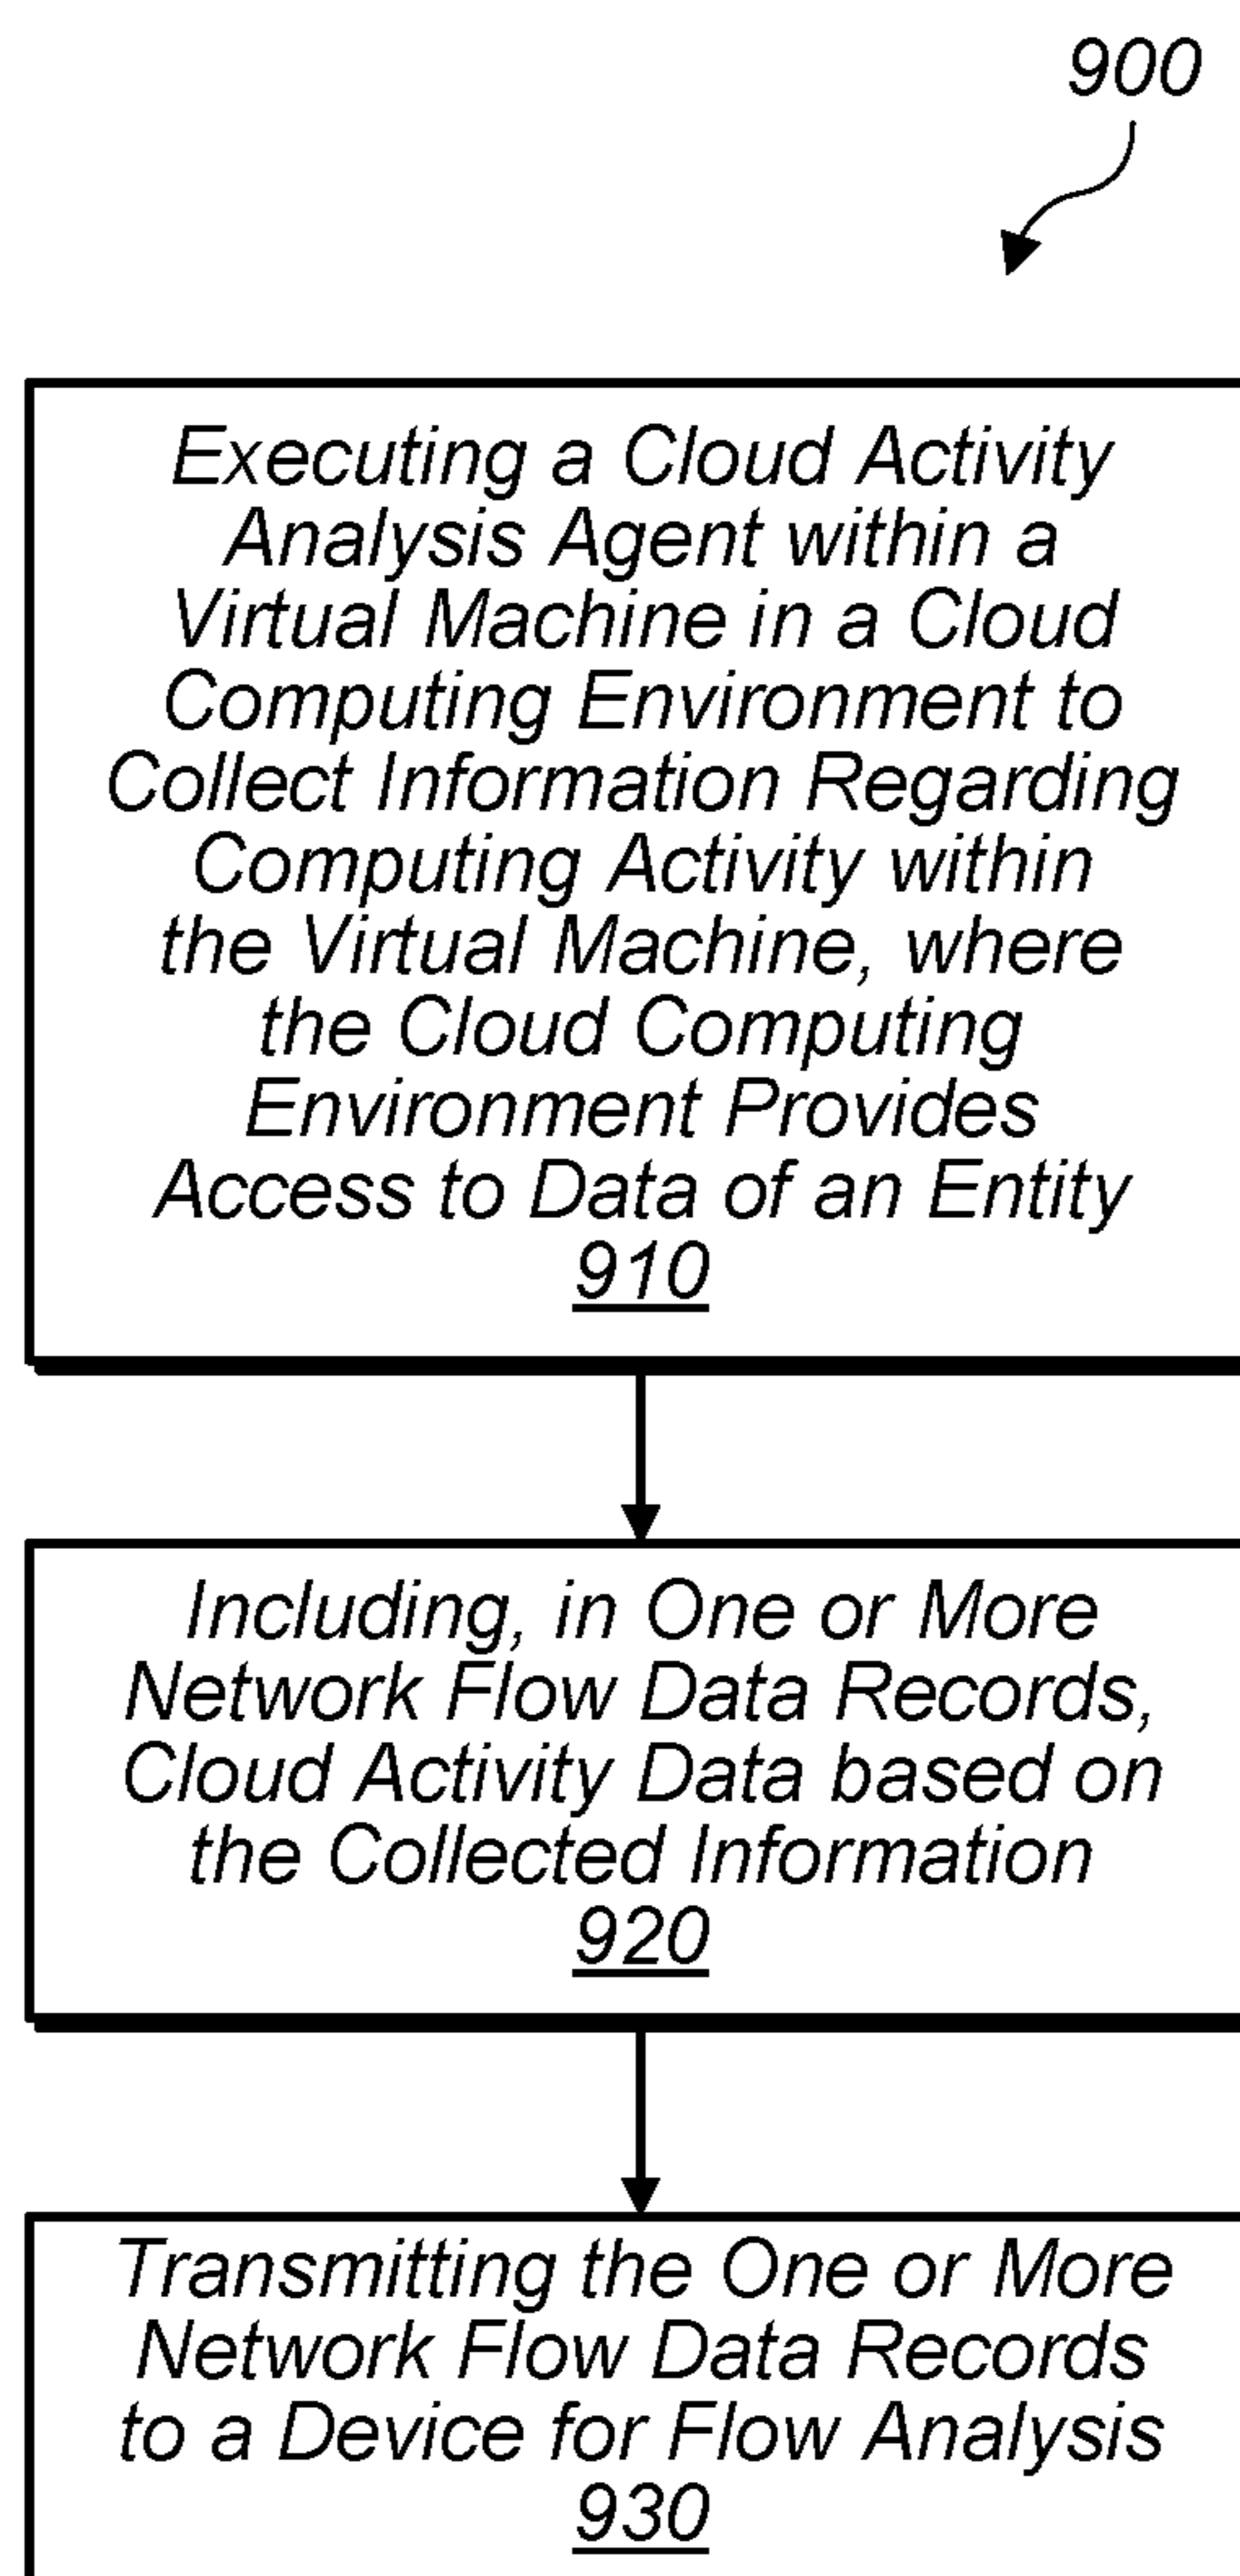 900
Executing a Cloud Activity
Analysis Agent within a
Virtual Machine in a Cloud
Computing Environment to
Collect Information Regarding
Computing Activity within
the Virtual Machine, where
the Cloud Computing
Environment Provides
Access to Data of an Entity
910
Including, in One or More
Network Flow Data Records,
Cloud Activity Data based on
the Collected Information
920
Transmitting the One or More
Network Flow Data Records
to a Device for Flow Analysis
930